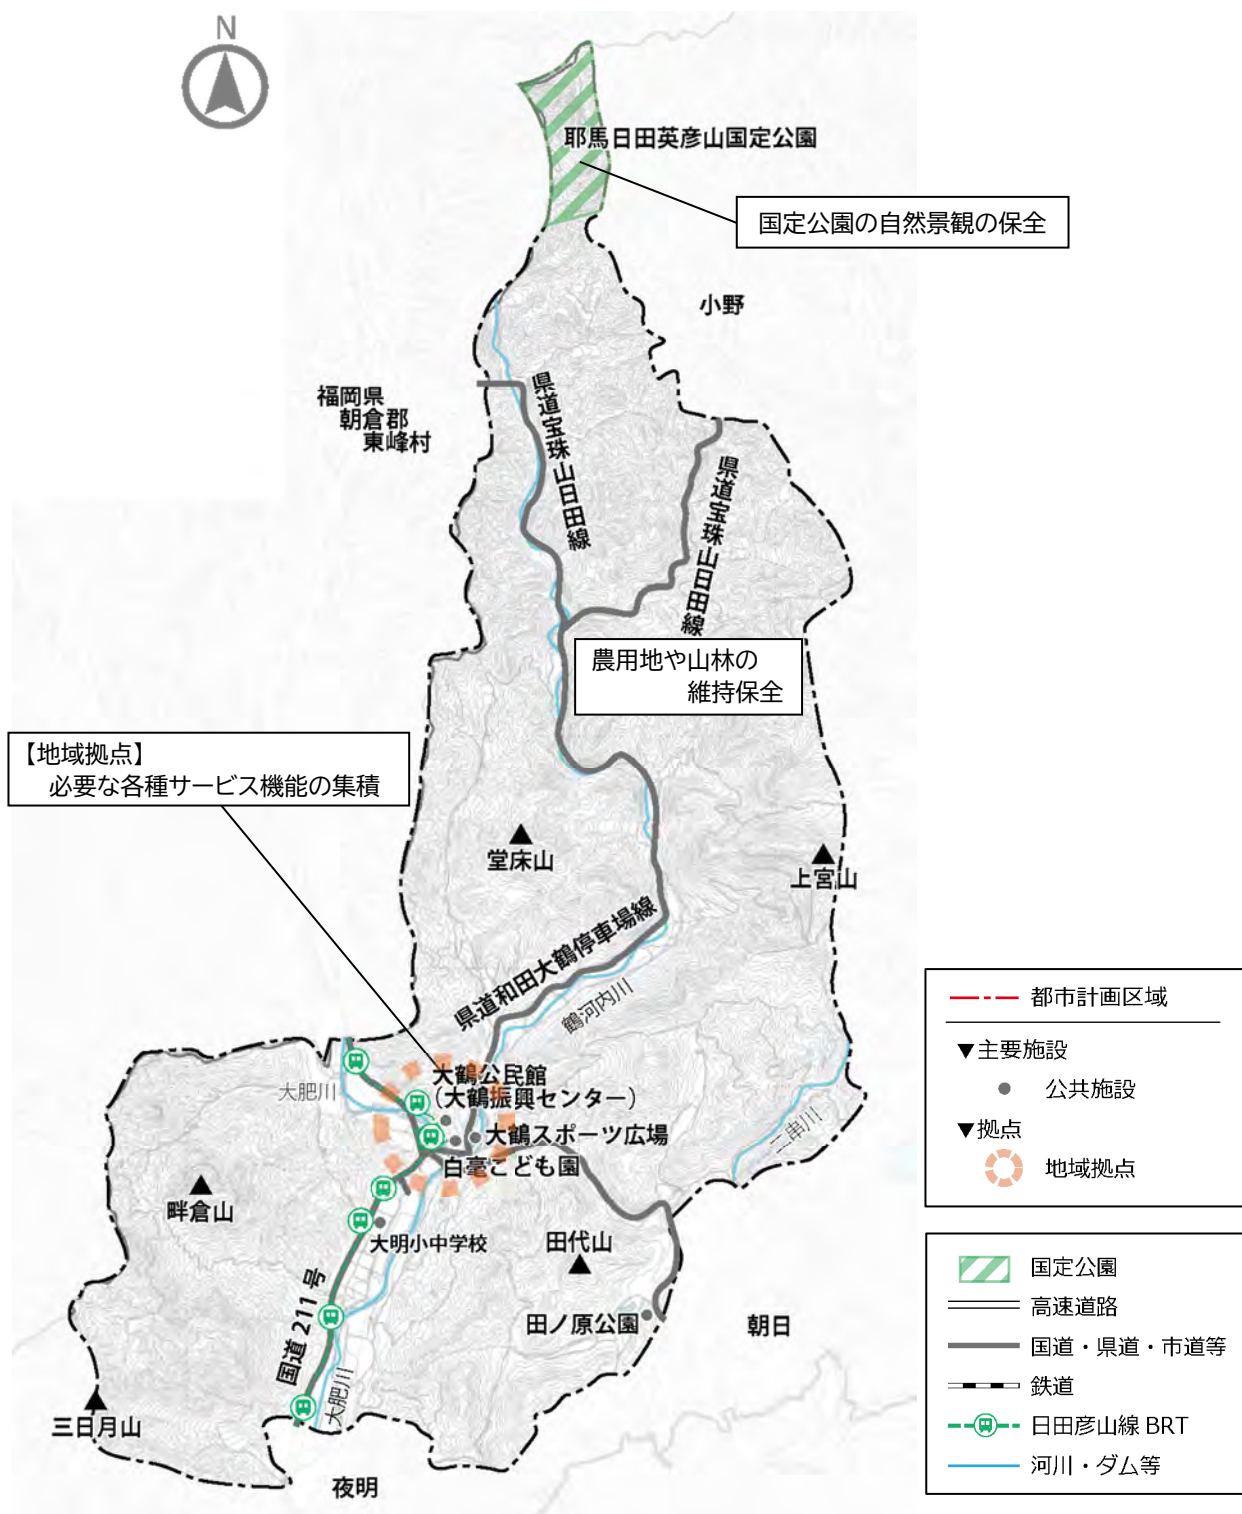 N
耶馬日田英彦山国定公園
国定公園の自然景観の保全
小野
福岡県
朝倉郡
東峰村
県道宝珠山日田線
県道宝珠山日田線
農用地や山林の
維持保全
【地域拠点】
必要な各種サービス機能の集積
堂床山
上宮山
県道和田大鶴停車場線
鶴河内川
大肥川
大鶴公民館
(大鶴振興センター)
大鶴スポーツ広場
白毫こども園
二串川
畔倉山
大明小中学校
田代山
国道211号
田ノ原公園
朝日
大肥川
三日月山
夜明
都市計画区域
▼主要施設
公共施設
▼拠点
地域拠点
国定公園
高速道路
国道・県道・市道等
鉄道
日田彦山線 BRT
河川・ダム等